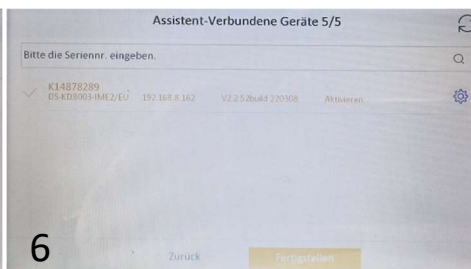 Assistent-Verbundene Geräte 5/5
Bitte die Seriennr. eingeben.
K14878289
DS-KD8003-IME2/EU 192.168.8.162 V2.2.52build 220308 Aktivieren
6
Zurück Fertigstellen